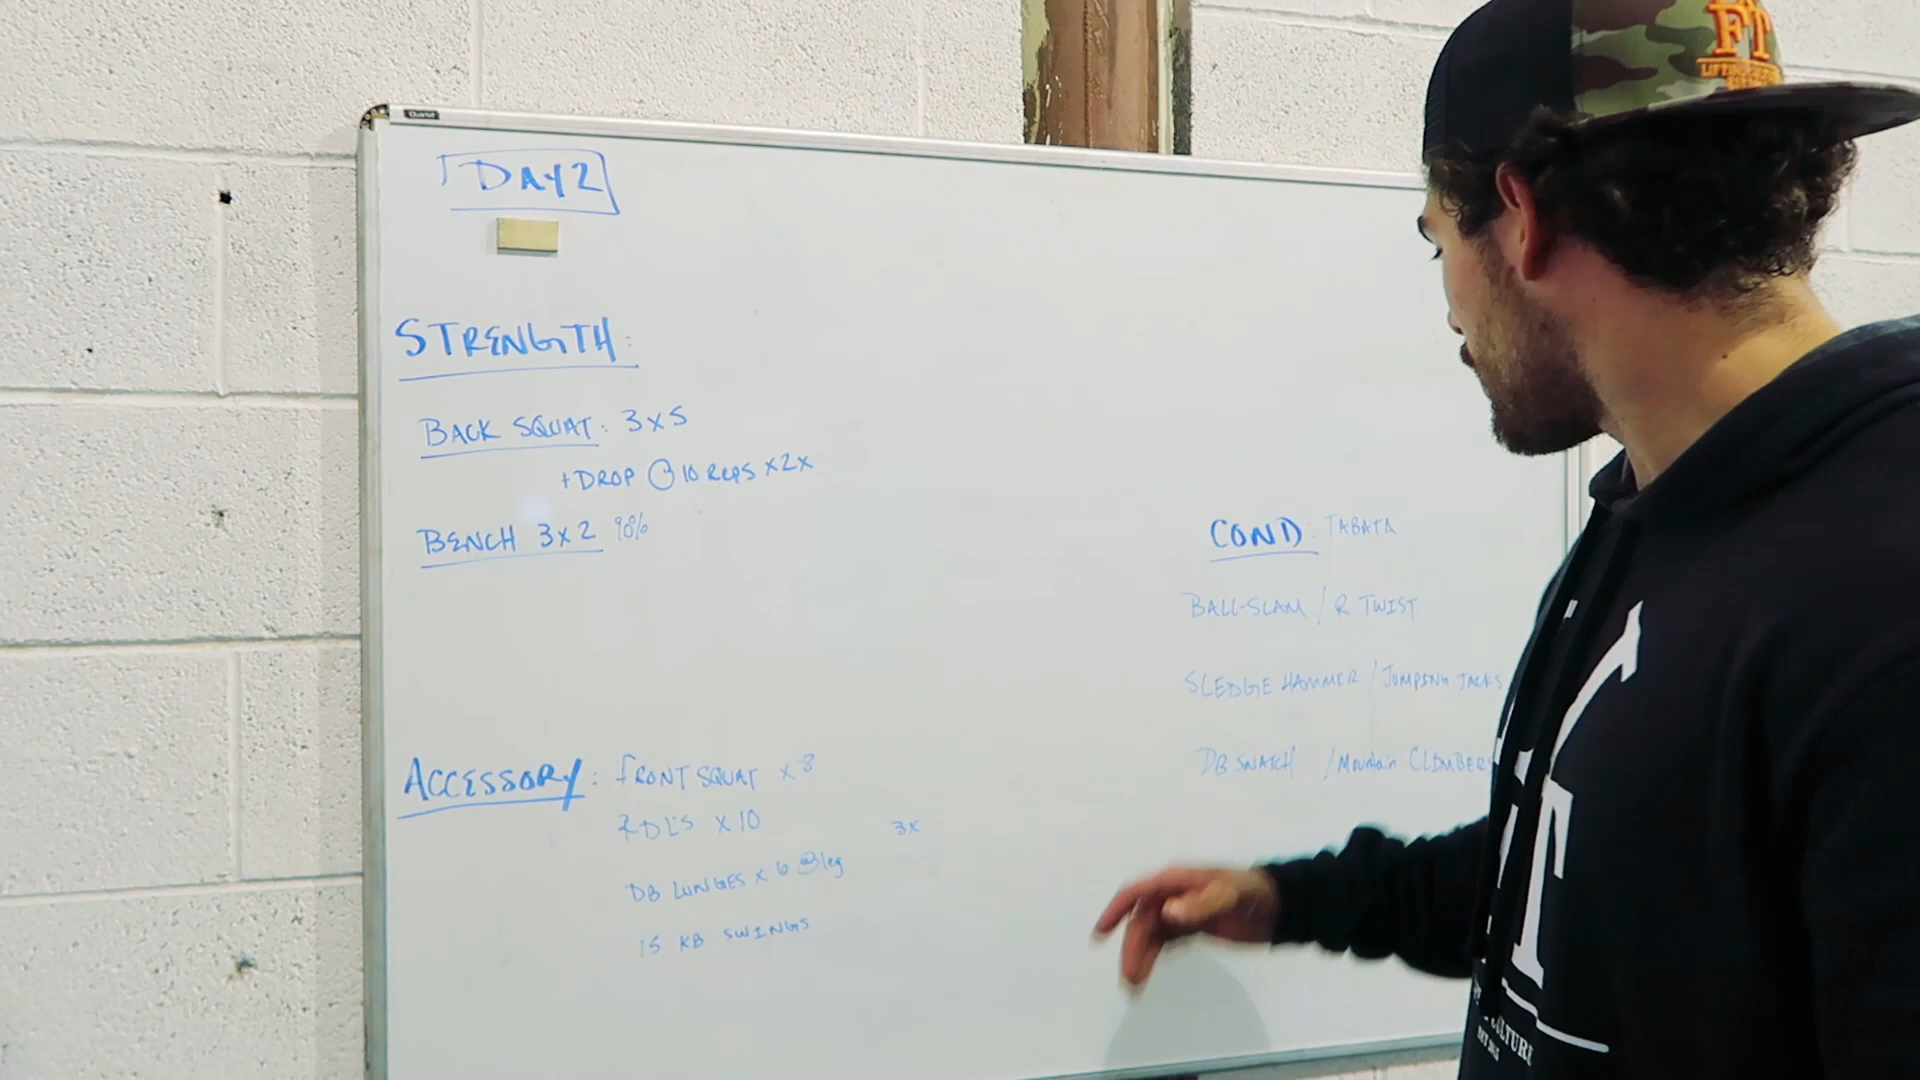 DAY 2
STRENGTH:
BACK SQUAT: 3x5
+DROP @ 10 Reps x2x
BENCH 3x2 90%
ACCESSORY: FRONT SQUAT x 8
RDL's x 10
3x
DB LUNGES x 6 @leg
15 KB SWINGS
COND: TABATA
BALL-SLAM / R TWIST
SLEDGE HAMMER / JUMPING JACKS
DB SNATCH / Mountain CLIMBERS
FT
CULTURE